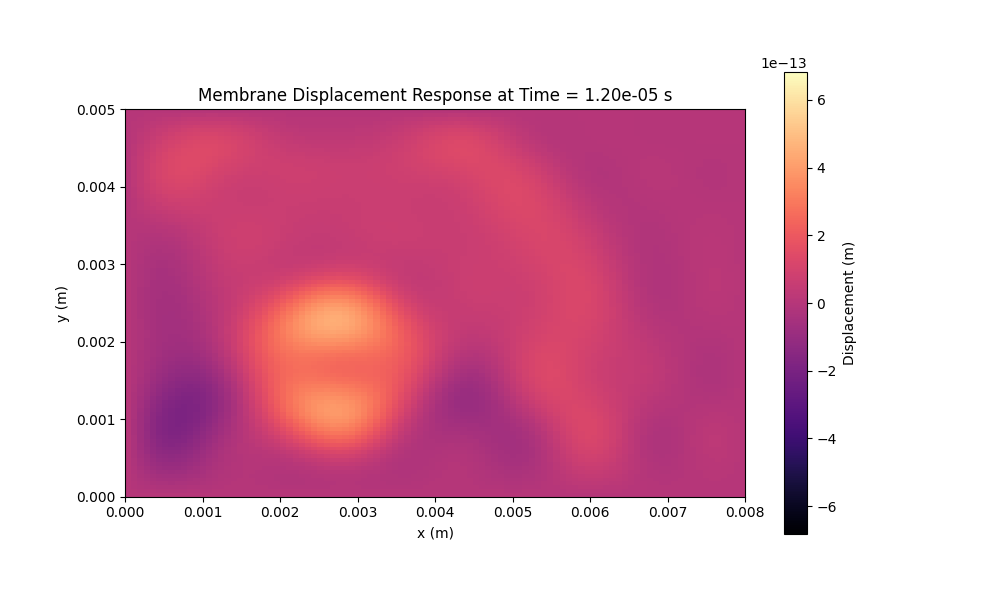 1e−13
Membrane Displacement Response at Time = 1.20e-05 s
0.005
0.004
0.003
0.002
0.001
0.000
y (m)
0.000 0.001 0.002 0.003 0.004 0.005 0.006 0.007 0.008
x (m)
6
4
2
0
−2
−4
−6
Displacement (m)